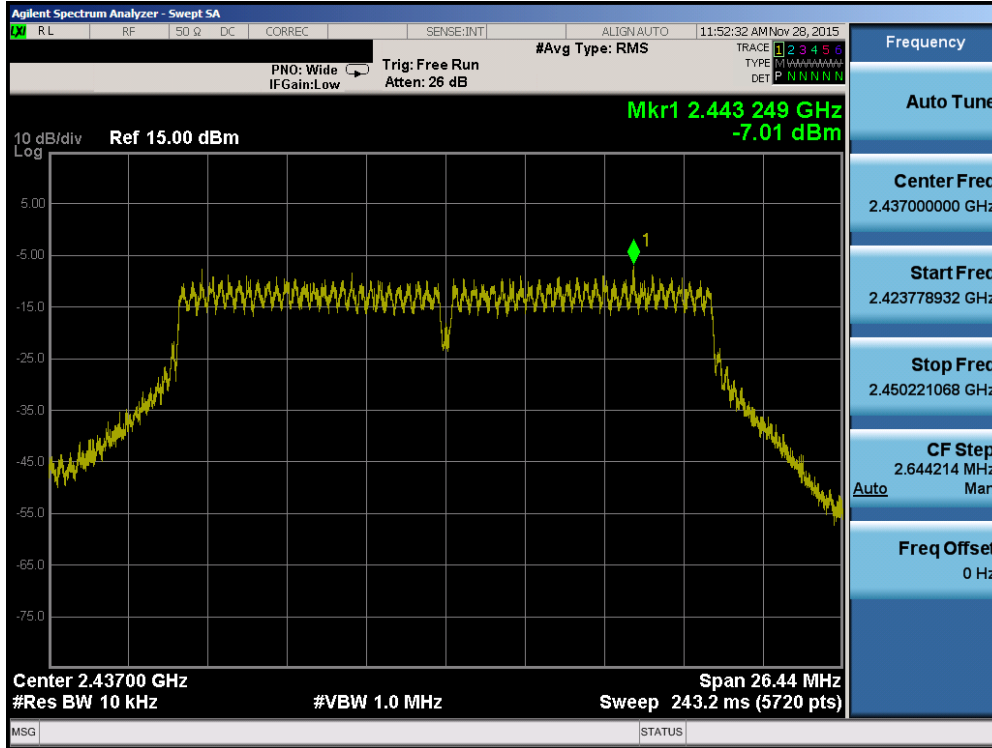 Agilent Spectrum Analyzer - Swept SA
LXI RL RF 50 Ω DC CORREC SENSE:INT ALIGN AUTO 11:52:32 AM Nov 28, 2015
#Avg Type: RMS TRACE 1 2 3 4 5 6
PNO: Wide Trig: Free Run TYPE M
IFGain:Low Atten: 26 dB DET P N N N N N
Mkr1 2.443 249 GHz
-7.01 dBm
10 dB/div Ref 15.00 dBm
Log
5.00
1
-5.00
-15.0
-25.0
-35.0
-45.0
-55.0
-65.0
-75.0
Center 2.43700 GHz Span 26.44 MHz
#Res BW 10 kHz #VBW 1.0 MHz Sweep 243.2 ms (5720 pts)
MSG STATUS
Frequency
Auto Tune
Center Freq
2.437000000 GHz
Start Freq
2.423778932 GHz
Stop Freq
2.450221068 GHz
CF Step
2.644214 MHz
Auto Man
Freq Offset
0 Hz